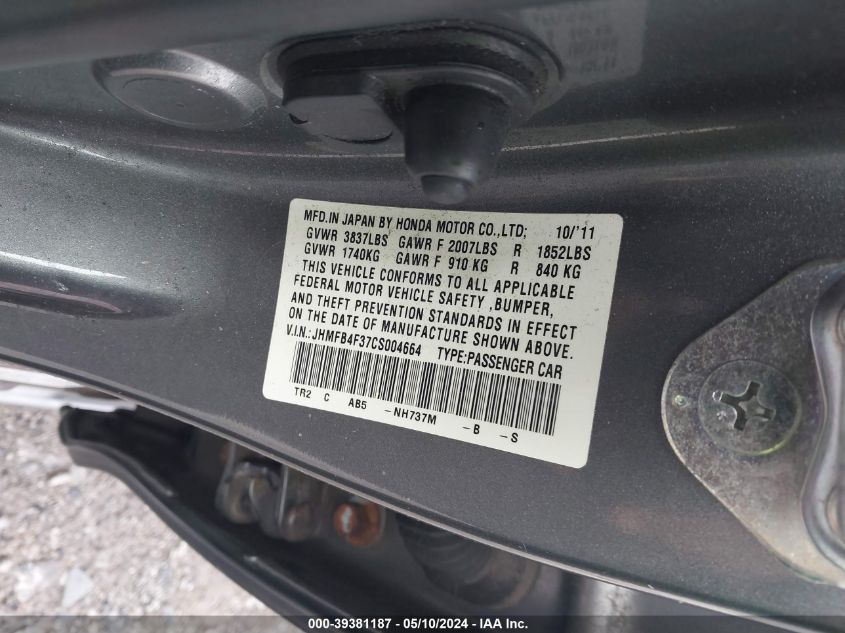 MFD.IN JAPAN BY HONDA MOTOR CO.,LTD; 10/'11
GVWR 3837LBS GAWR F 2007LBS R 1852LBS
GVWR 1740KG GAWR F 910 KG R 840 KG
THIS VEHICLE CONFORMS TO ALL APPLICABLE
FEDERAL MOTOR VEHICLE SAFETY ,BUMPER,
AND THEFT PREVENTION STANDARDS IN EFFECT
ON THE DATE OF MANUFACTURE SHOWN ABOVE.
V.I.N.: JHMFB4F37CS004664 TYPE:PASSENGER CAR
TR2 C AB5 -NH737M -B -S
000-39381187 - 05/10/2024 - IAA Inc.